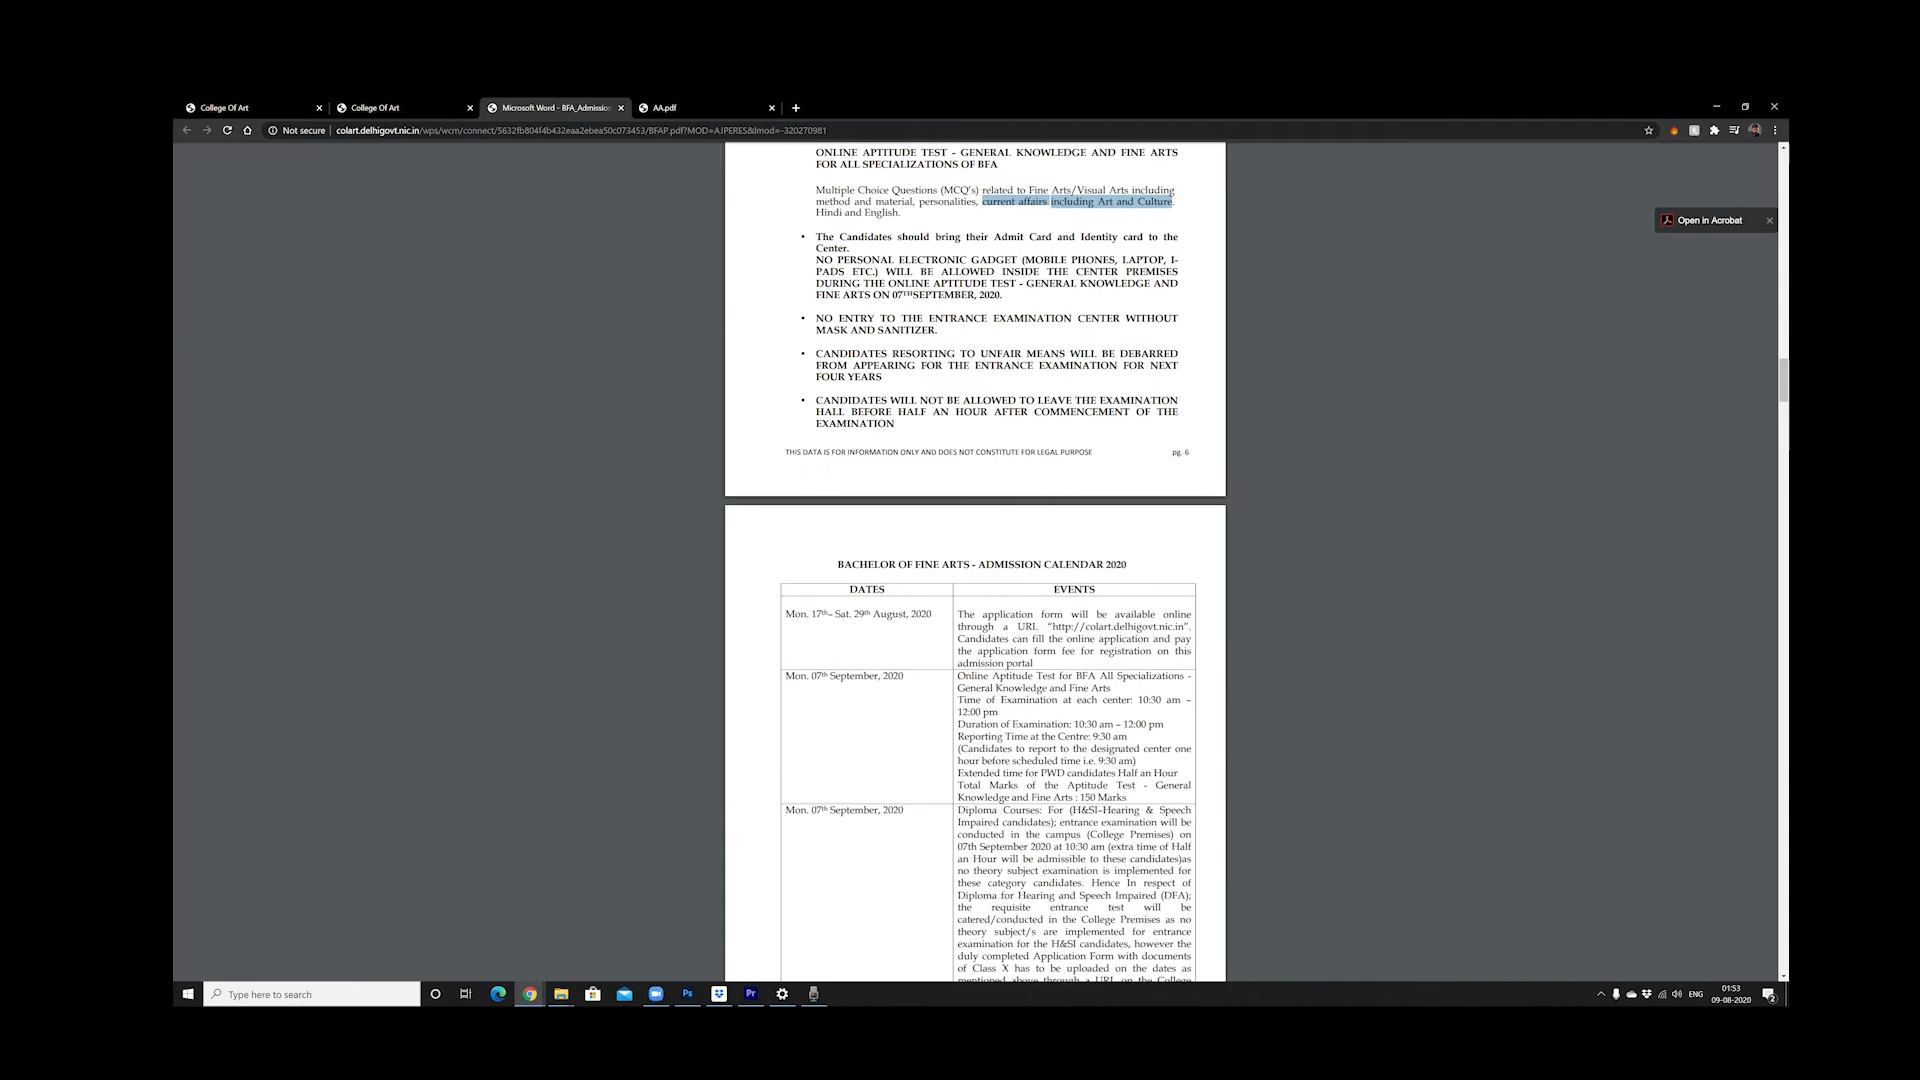 College Of Art
College Of Art
Microsoft Word - BFA_Admission
AA.pdf
Not secure
colart.delhigovt.nic.in/wps/wcm/connect/5632fb804f4b432eaa2ebea50c073453/BFAP.pdf?MOD=AJPERES&lmod=-320270981
Open in Acrobat
ONLINE APTITUDE TEST - GENERAL KNOWLEDGE AND FINE ARTS
FOR ALL SPECIALIZATIONS OF BFA
Multiple Choice Questions (MCQ's) related to Fine Arts/Visual Arts including
method and material, personalities, current affairs including Art and Culture.
Hindi and English.
• The Candidates should bring their Admit Card and Identity card to the
Center.
NO PERSONAL ELECTRONIC GADGET (MOBILE PHONES, LAPTOP, I-
PADS ETC.) WILL BE ALLOWED INSIDE THE CENTER PREMISES
DURING THE ONLINE APTITUDE TEST - GENERAL KNOWLEDGE AND
FINE ARTS ON 07THSEPTEMBER, 2020.
• NO ENTRY TO THE ENTRANCE EXAMINATION CENTER WITHOUT
MASK AND SANITIZER.
• CANDIDATES RESORTING TO UNFAIR MEANS WILL BE DEBARRED
FROM APPEARING FOR THE ENTRANCE EXAMINATION FOR NEXT
FOUR YEARS
• CANDIDATES WILL NOT BE ALLOWED TO LEAVE THE EXAMINATION
HALL BEFORE HALF AN HOUR AFTER COMMENCEMENT OF THE
EXAMINATION
THIS DATA IS FOR INFORMATION ONLY AND DOES NOT CONSTITUTE FOR LEGAL PURPOSE pg. 6
BACHELOR OF FINE ARTS - ADMISSION CALENDAR 2020
DATES EVENTS
Mon. 17th– Sat. 29th August, 2020 The application form will be available online
through a URL "http://colart.delhigovt.nic.in".
Candidates can fill the online application and pay
the application form fee for registration on this
admission portal
Mon. 07th September, 2020 Online Aptitude Test for BFA All Specializations -
General Knowledge and Fine Arts
Time of Examination at each center: 10:30 am –
12:00 pm
Duration of Examination: 10:30 am – 12:00 pm
Reporting Time at the Centre: 9:30 am
(Candidates to report to the designated center one
hour before scheduled time i.e. 9:30 am)
Extended time for PWD candidates Half an Hour
Total Marks of the Aptitude Test - General
Knowledge and Fine Arts : 150 Marks
Mon. 07th September, 2020 Diploma Courses: For (H&SI–Hearing & Speech
Impaired candidates); entrance examination will be
conducted in the campus (College Premises) on
07th September 2020 at 10:30 am (extra time of Half
an Hour will be admissible to these candidates)as
no theory subject examination is implemented for
these category candidates. Hence In respect of
Diploma for Hearing and Speech Impaired (DFA);
the requisite entrance test will be
catered/conducted in the College Premises as no
theory subject/s are implemented for entrance
examination for the H&SI candidates, however the
duly completed Application Form with documents
of Class X has to be uploaded on the dates as
mentioned above through a URL on the College
Type here to search
Ps
Pr
ENG
01:53
09-08-2020
2